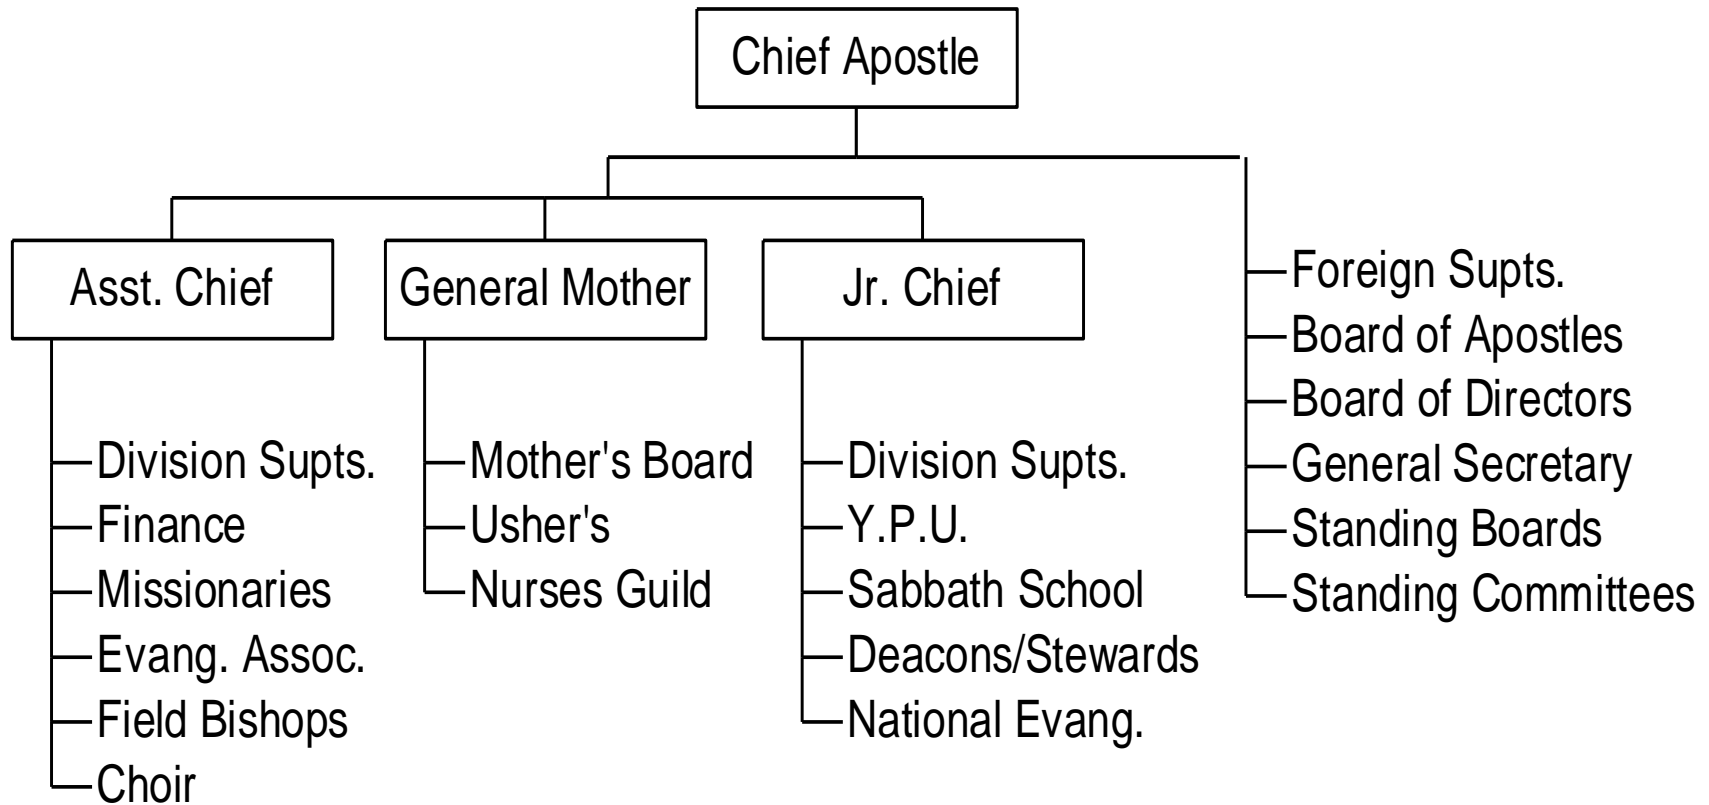 Chief Apostle
Asst. Chief
Division Supts.
Finance
Missionaries
Evang. Assoc.
Field Bishops
Choir
General Mother
Mother's Board
Usher's
Nurses Guild
Jr. Chief
Division Supts.
Y.P.U.
Sabbath School
Deacons/Stewards
National Evang.
Foreign Supts.
Board of Apostles
Board of Directors
General Secretary
Standing Boards
Standing Committees